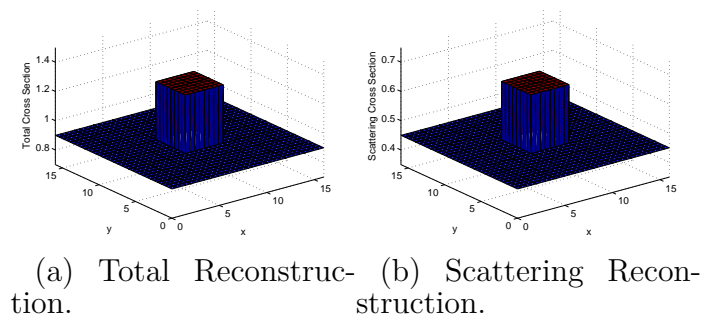 1.4
1.2
1
0.8
Total Cross Section
15
10
5
0
y
0
5
10
15
x
0.7
0.6
0.5
0.4
Scattering Cross Section
15
10
5
0
y
0
5
10
15
x
(a) Total Reconstruc-
tion.
(b) Scattering Recon-
struction.